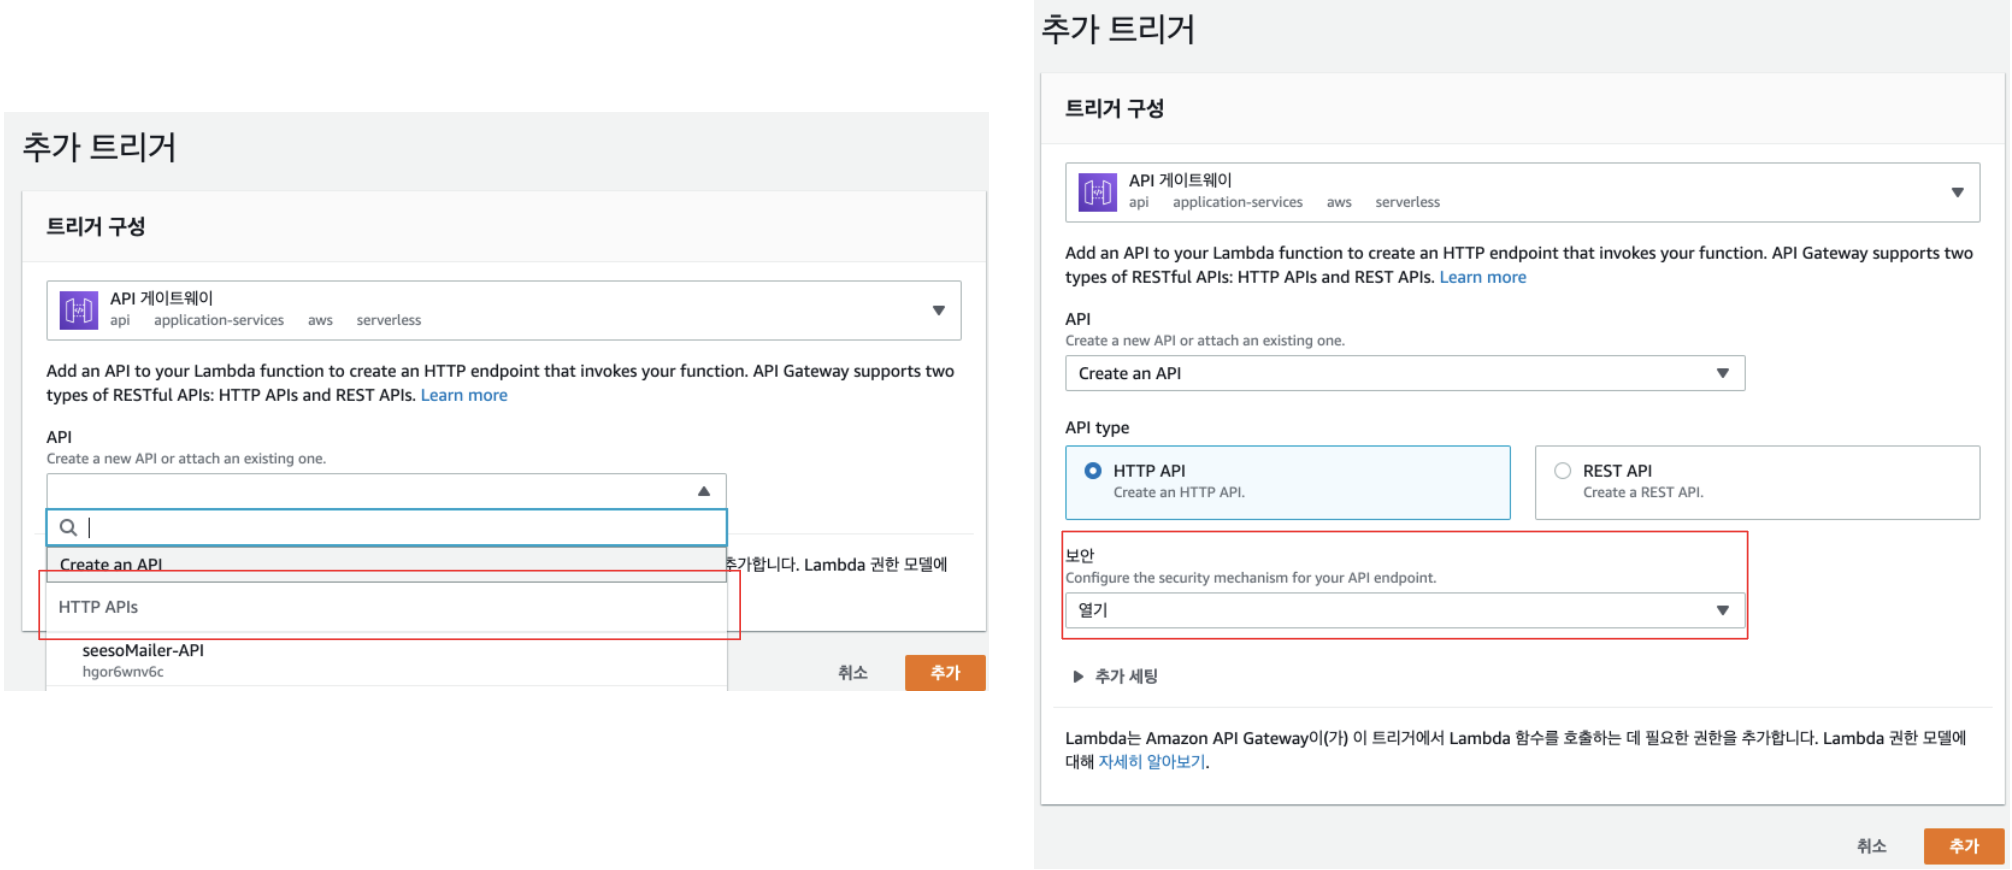 추가 트리거
트리거 구성
API 게이트웨이
api application-services aws serverless
Add an API to your Lambda function to create an HTTP endpoint that invokes your function. API Gateway supports two
types of RESTful APIs: HTTP APIs and REST APIs. Learn more
API
Create a new API or attach an existing one.
Create an API
추가합니다. Lambda 권한 모델에
HTTP APIs
seesoMailer-API
hgor6wnv6c
취소 추가
추가 트리거
트리거 구성
API 게이트웨이
api application-services aws serverless
Add an API to your Lambda function to create an HTTP endpoint that invokes your function. API Gateway supports two
types of RESTful APIs: HTTP APIs and REST APIs. Learn more
API
Create a new API or attach an existing one.
Create an API
API type
HTTP API
Create an HTTP API.
REST API
Create a REST API.
보안
Configure the security mechanism for your API endpoint.
열기
추가 세팅
Lambda는 Amazon API Gateway이(가) 이 트리거에서 Lambda 함수를 호출하는 데 필요한 권한을 추가합니다. Lambda 권한 모델에
대해 자세히 알아보기.
취소 추가